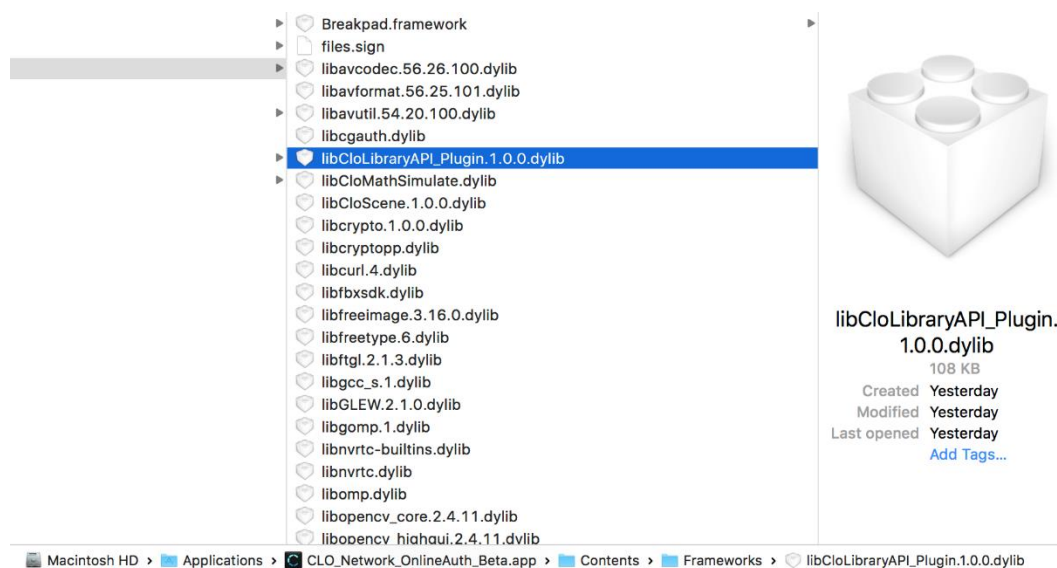 Breakpad.framework
files.sign
libavcodec.56.26.100.dylib
libavformat.56.25.101.dylib
libavutil.54.20.100.dylib
libcgauth.dylib
libCloLibraryAPI_Plugin.1.0.0.dylib
libCloMathSimulate.dylib
libCloScene.1.0.0.dylib
libcrypto.1.0.0.dylib
libcryptopp.dylib
libcurl.4.dylib
libfbxsdk.dylib
libfreeimage.3.16.0.dylib
libfreetype.6.dylib
libftgl.2.1.3.dylib
libgcc_s.1.dylib
libGLEW.2.1.0.dylib
libgomp.1.dylib
libnvrtc-builtins.dylib
libnvrtc.dylib
libomp.dylib
libopencv_core.2.4.11.dylib
libopencv_highgui.2.4.11.dylib
libCloLibraryAPI_Plugin.
1.0.0.dylib
108 KB
Created Yesterday
Modified Yesterday
Last opened Yesterday
Add Tags...
Macintosh HD > Applications > CLO_Network_OnlineAuth_Beta.app > Contents > Frameworks > libCloLibraryAPI_Plugin.1.0.0.dylib